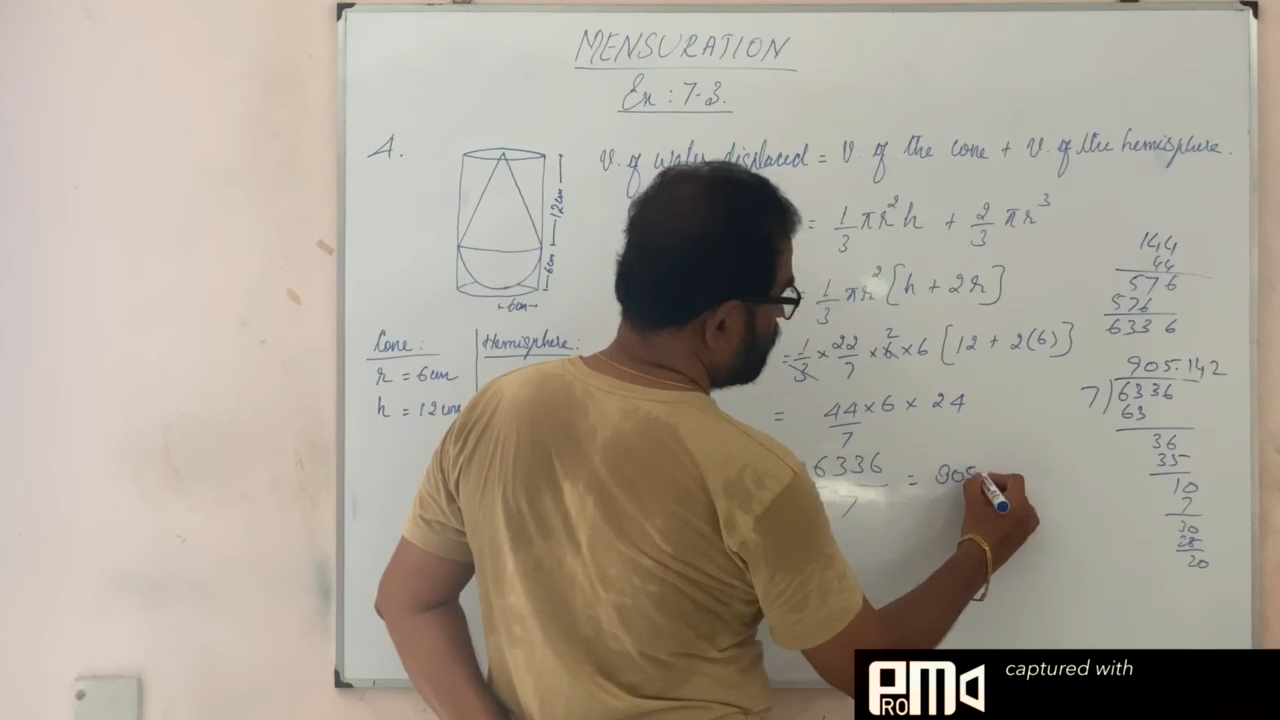 MENSURATION
Ex : 7.3.
4.
V. of water displaced = V. of the cone + V. of the hemisphere.
= 1/3 πr²h + 2/3 πr³
= 1/3 πr² [h + 2r]
= 1/3 × 22/7 × 6 2 × 6 [12 + 2(6)]
= 44/7 × 6 × 24
6336/7 = 905
12cm
6cm
6cm
Cone :
r = 6cm
h = 12cm
Hemisphere :
144
44
576
576
6336
905.142
7)6336
63
36
35
10
7
30
28
20
captured with
PROM